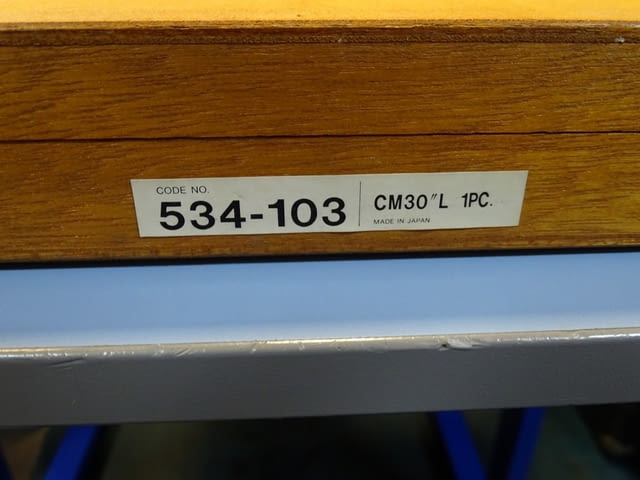 CODE NO.
534-103
CM30"L 1PC.
MADE IN JAPAN